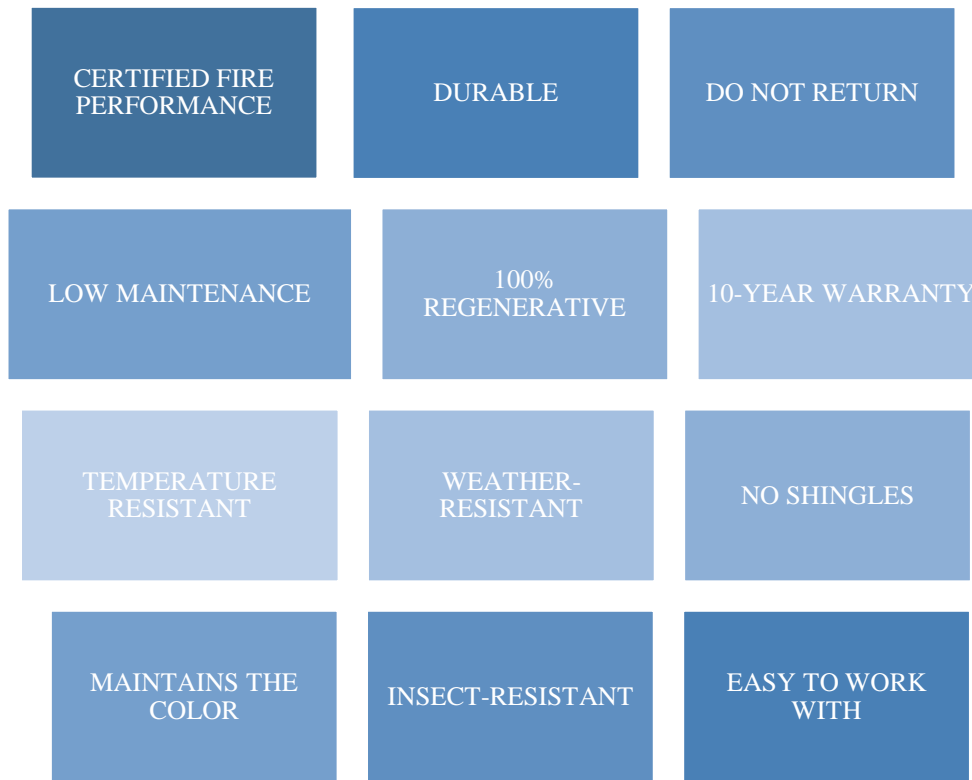 CERTIFIED FIRE
PERFORMANCE
DURABLE
DO NOT RETURN
LOW MAINTENANCE
100%
REGENERATIVE
10-YEAR WARRANTY
TEMPERATURE
RESISTANT
WEATHER-
RESISTANT
NO SHINGLES
MAINTAINS THE
COLOR
INSECT-RESISTANT
EASY TO WORK
WITH